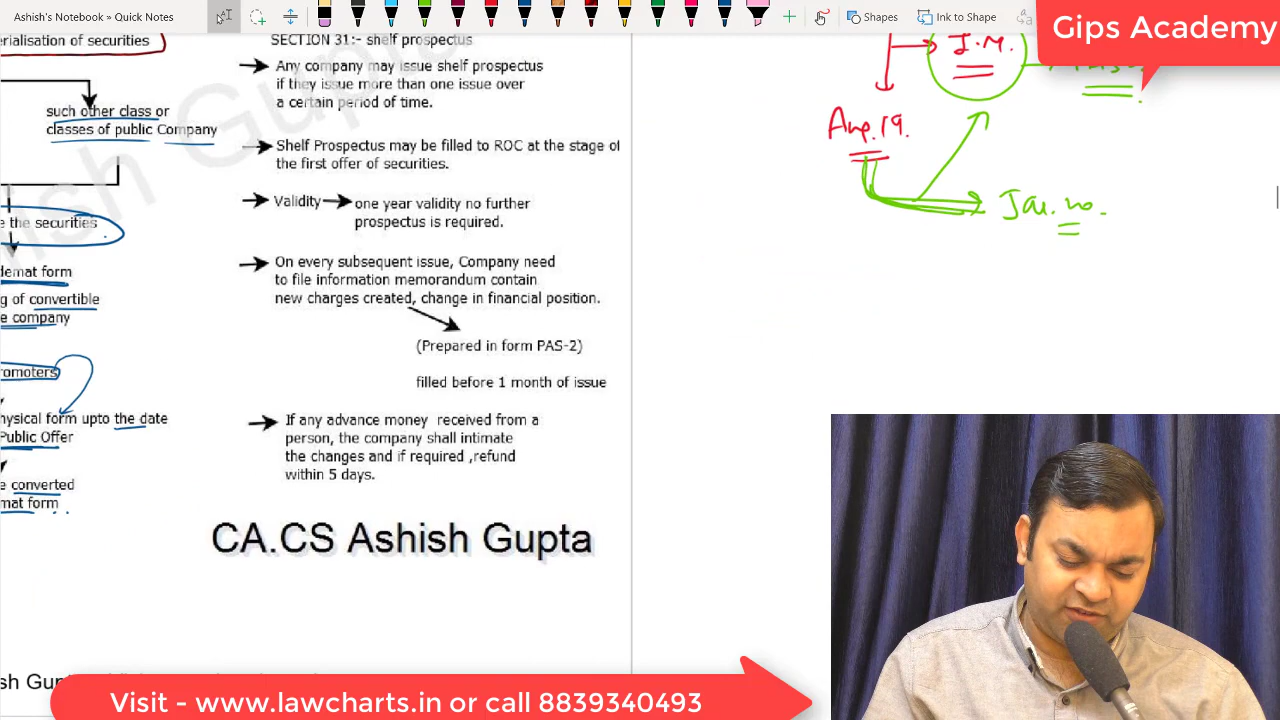 Ashish's Notebook » Quick Notes
Shapes
Ink to Shape
Gips Academy
erialisation of securities
such other class or
classes of public Company
e the securities
demat form
g of convertible
e company
romoters
hysical form upto the date
Public Offer
e converted
mat form
SECTION 31:- shelf prospectus
Any company may issue shelf prospectus
if they issue more than one issue over
a certain period of time.
Shelf Prospectus may be filled to ROC at the stage of
the first offer of securities.
Validity
one year validity no further
prospectus is required.
On every subsequent issue, Company need
to file information memorandum contain
new charges created, change in financial position.
(Prepared in form PAS-2)
filled before 1 month of issue
If any advance money received from a
person, the company shall intimate
the changes and if required ,refund
within 5 days.
CA.CS Ashish Gupta
I.M.
Aug. 19.
Jan.
Visit - www.lawcharts.in or call 8839340493